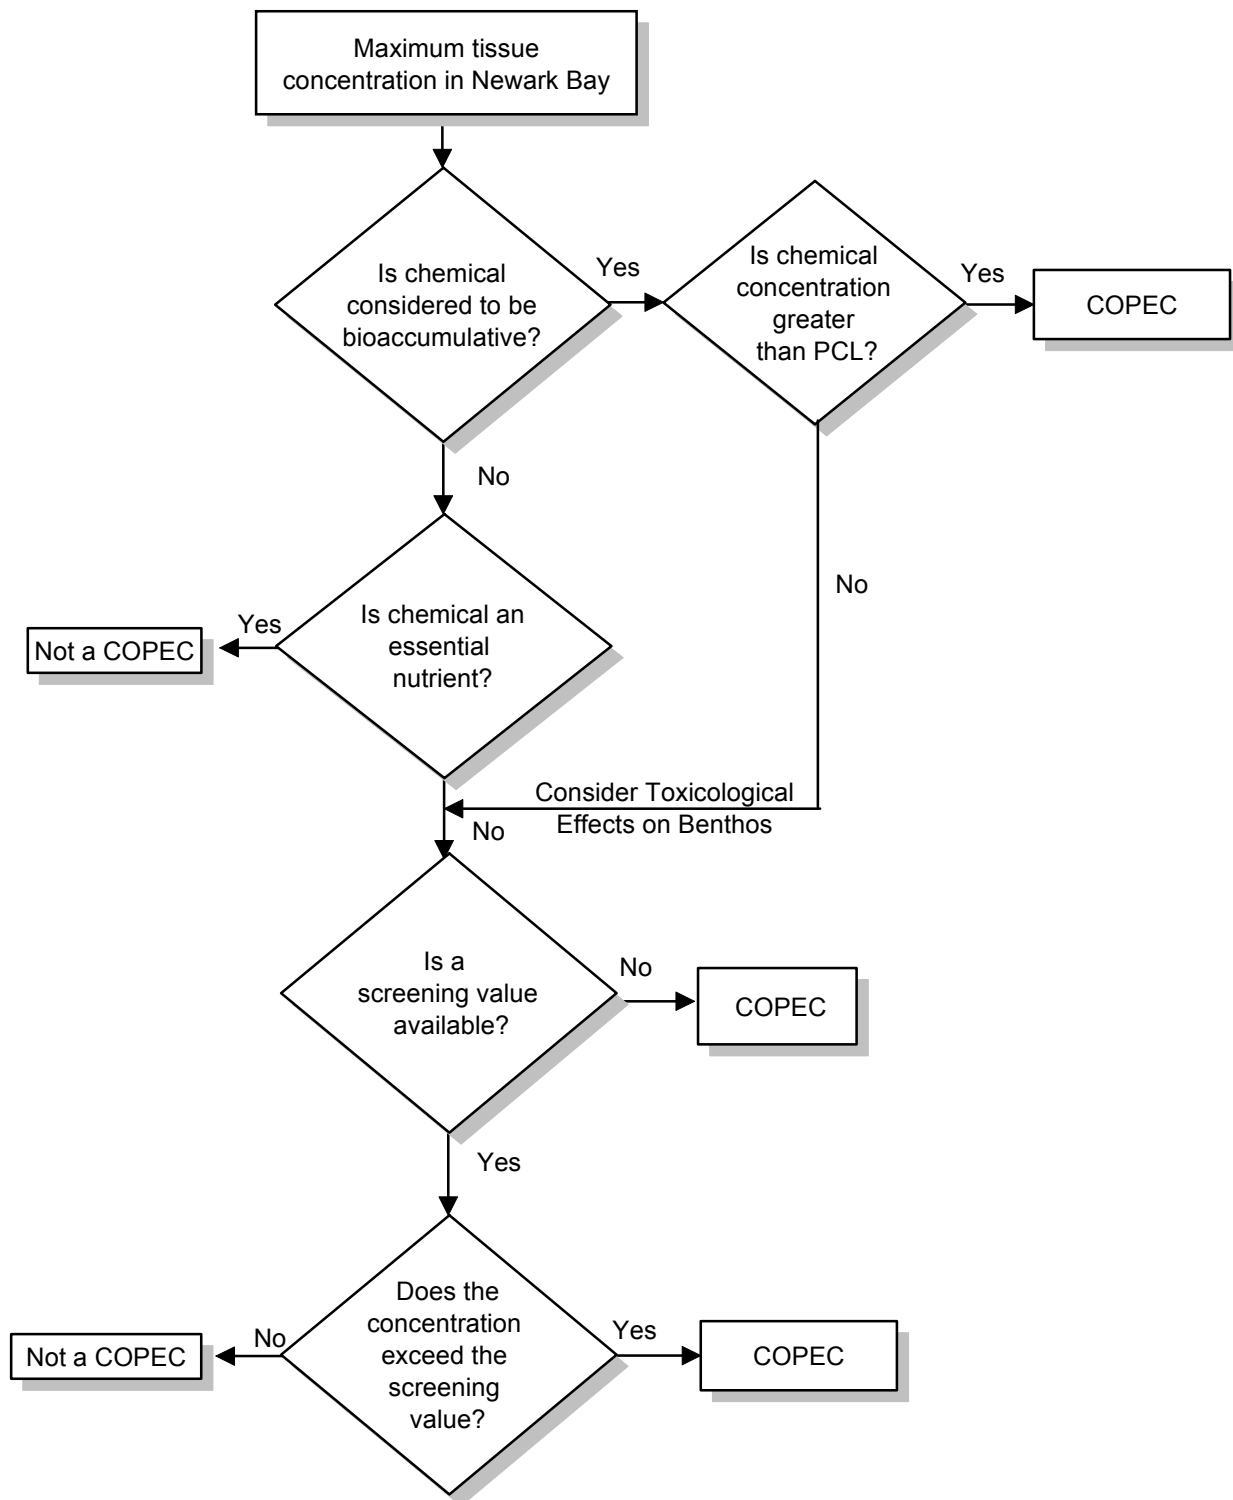 Maximum tissue
concentration in Newark Bay
Is chemical
considered to be
bioaccumulative?
Yes
Is chemical
concentration
greater
than PCL?
Yes
COPEC
No
No
Is chemical an
essential
nutrient?
Yes
Not a COPEC
Consider Toxicological
Effects on Benthos
No
Is a
screening value
available?
No
COPEC
Yes
Does the
concentration
exceed the
screening
value?
No
Not a COPEC
Yes
COPEC